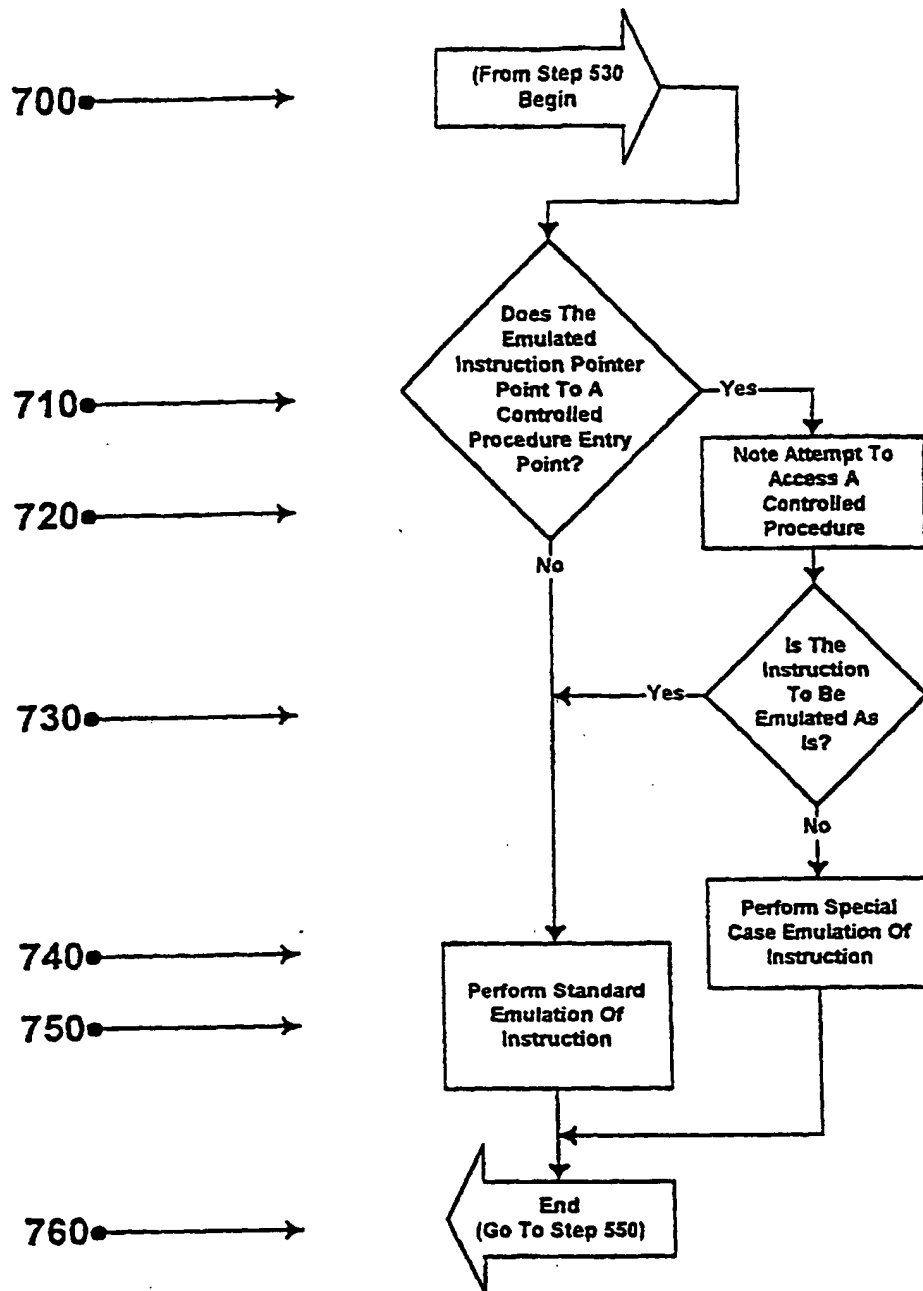 700
(From Step 530
Begin
Does The
Emulated
Instruction Pointer
Point To A
Controlled
Procedure Entry
Point?
710
Yes
Note Attempt To
Access A
Controlled
Procedure
720
No
Is The
Instruction
To Be
Emulated As
Is?
Yes
730
No
Perform Special
Case Emulation Of
Instruction
740
Perform Standard
Emulation Of
Instruction
750
End
(Go To Step 550)
760